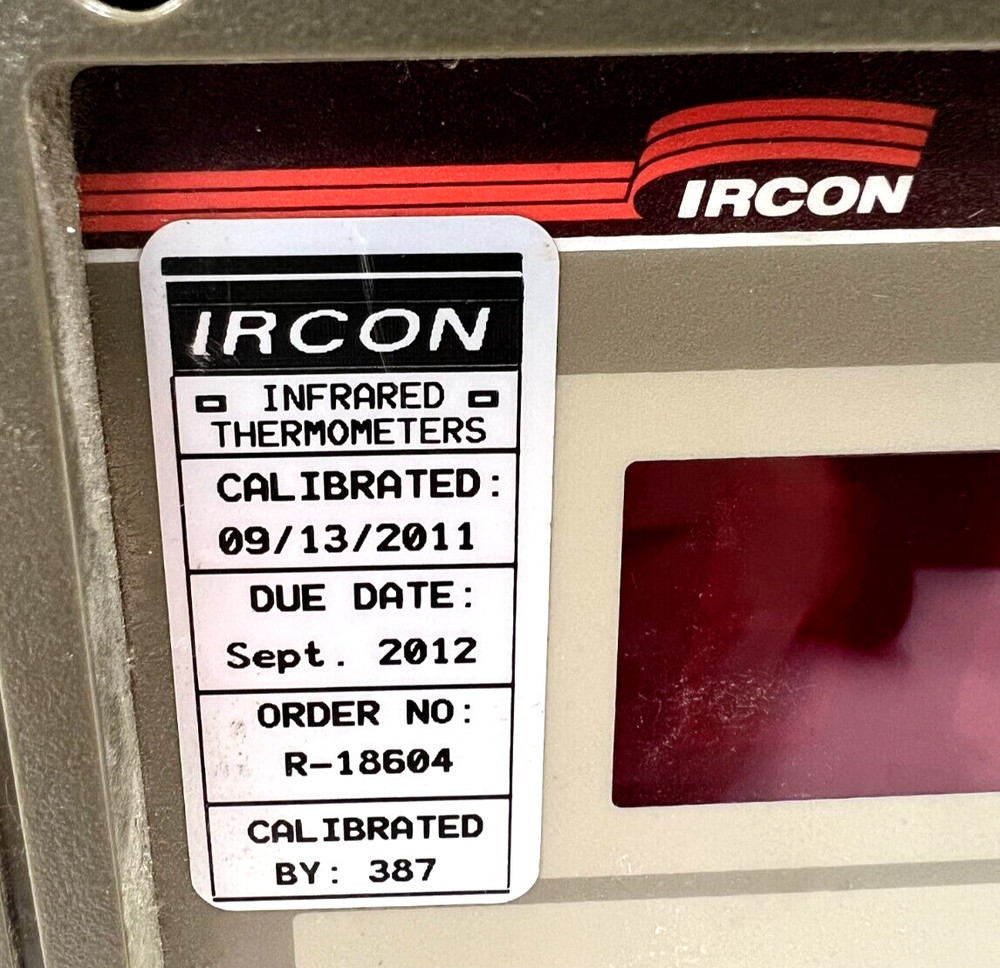 IRCON
IRCON
INFRARED
THERMOMETERS
CALIBRATED:
09/13/2011
DUE DATE:
Sept. 2012
ORDER NO:
R-18604
CALIBRATED
BY: 387